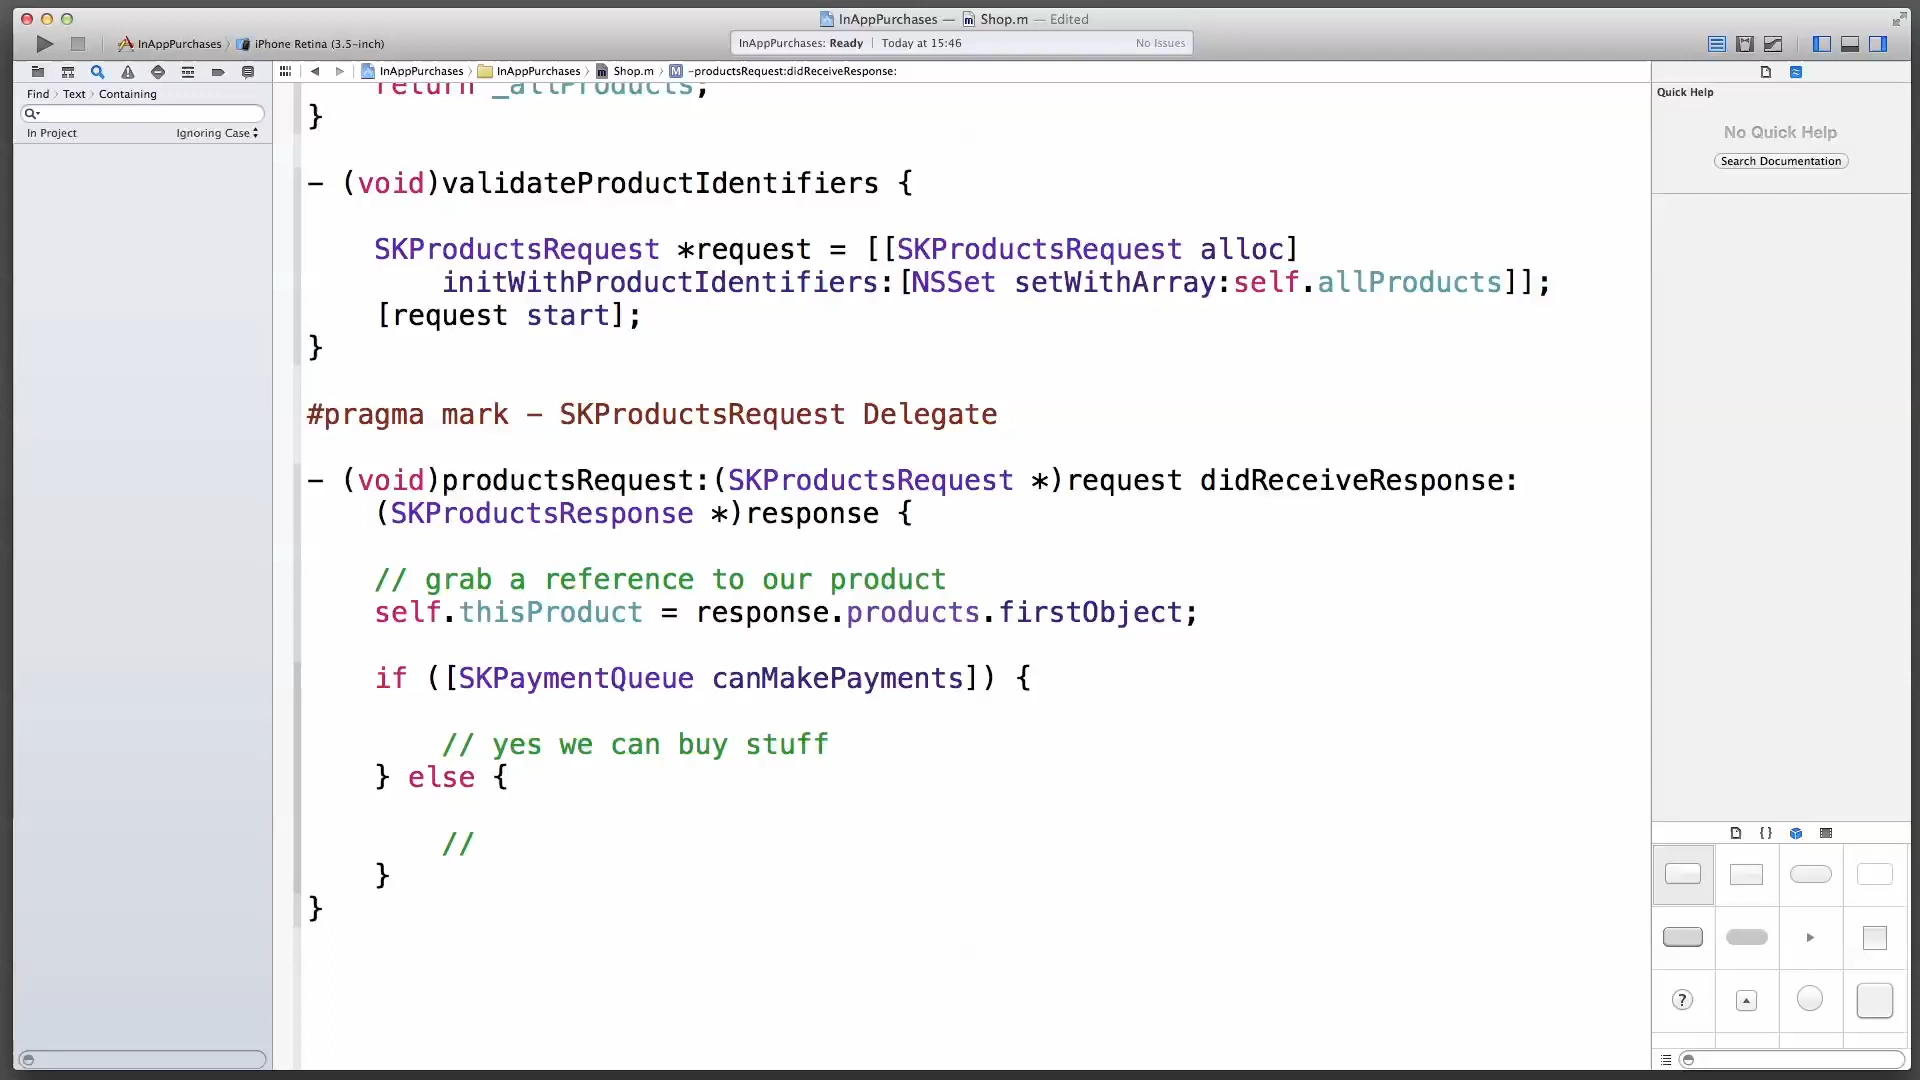 InAppPurchases — Shop.m — Edited
InAppPurchases › iPhone Retina (3.5-inch)
InAppPurchases: Ready | Today at 15:46
No Issues
InAppPurchases › InAppPurchases › Shop.m › M -productsRequest:didReceiveResponse:
Find › Text › Containing
In Project
Ignoring Case
return _allProducts;
}
- (void)validateProductIdentifiers {
SKProductsRequest *request = [[SKProductsRequest alloc]
initWithProductIdentifiers:[NSSet setWithArray:self.allProducts]];
[request start];
}
#pragma mark - SKProductsRequest Delegate
- (void)productsRequest:(SKProductsRequest *)request didReceiveResponse:
(SKProductsResponse *)response {
// grab a reference to our product
self.thisProduct = response.products.firstObject;
if ([SKPaymentQueue canMakePayments]) {
// yes we can buy stuff
} else {
//
}
}
Quick Help
No Quick Help
Search Documentation
{}
?